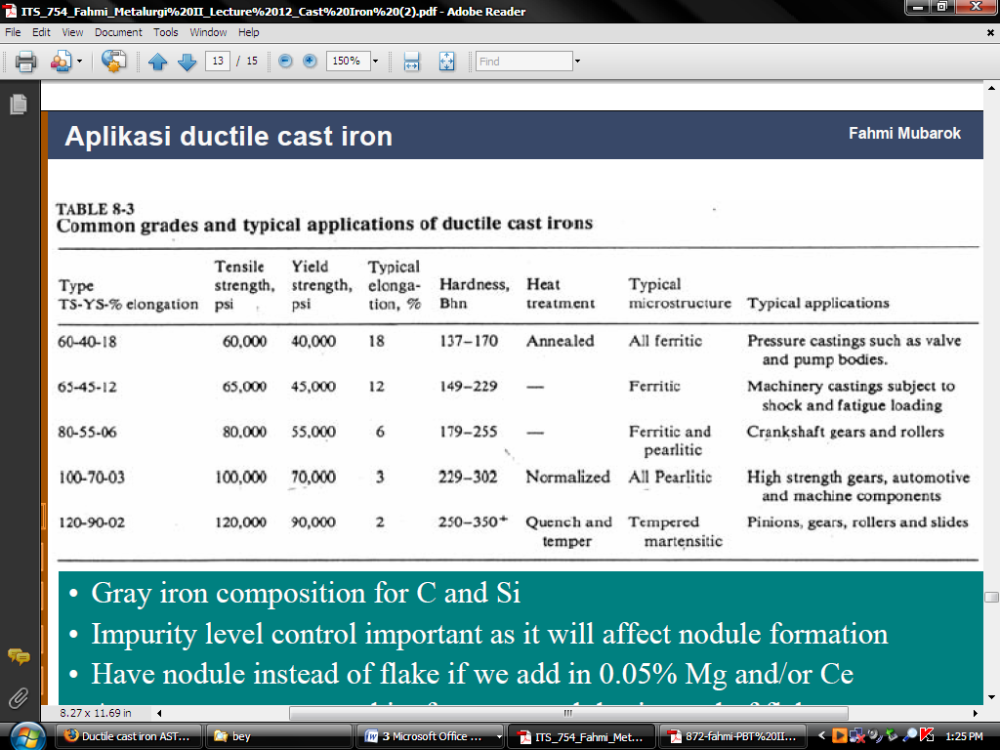 ITS_754_Fahmi_Metalurgi%20II_Lecture%2012_Cast%20Iron%20(2).pdf - Adobe Reader
File Edit View Document Tools Window Help
13 / 15 150% Find
Aplikasi ductile cast iron
Fahmi Mubarok
TABLE 8-3
Common grades and typical applications of ductile cast irons
Tensile Yield Typical
Type strength, strength, elonga- Hardness, Heat Typical
TS-YS-% elongation psi psi tion, % Bhn treatment microstructure Typical applications
60-40-18 60,000 40,000 18 137–170 Annealed All ferritic Pressure castings such as valve
and pump bodies.
65-45-12 65,000 45,000 12 149–229 — Ferritic Machinery castings subject to
shock and fatigue loading
80-55-06 80,000 55,000 6 179–255 — Ferritic and Crankshaft gears and rollers
pearlitic
100-70-03 100,000 70,000 3 229–302 Normalized All Pearlitic High strength gears, automotive
and machine components
120-90-02 120,000 90,000 2 250–350+ Quench and Tempered Pinions, gears, rollers and slides
temper martensitic
• Gray iron composition for C and Si
• Impurity level control important as it will affect nodule formation
• Have nodule instead of flake if we add in 0.05% Mg and/or Ce
8.27 x 11.69 in
Ductile cast iron AST... bey 3 Microsoft Office ... ITS_754_Fahmi_Met... 872-fahmi-PBT%20II... 1:25 PM